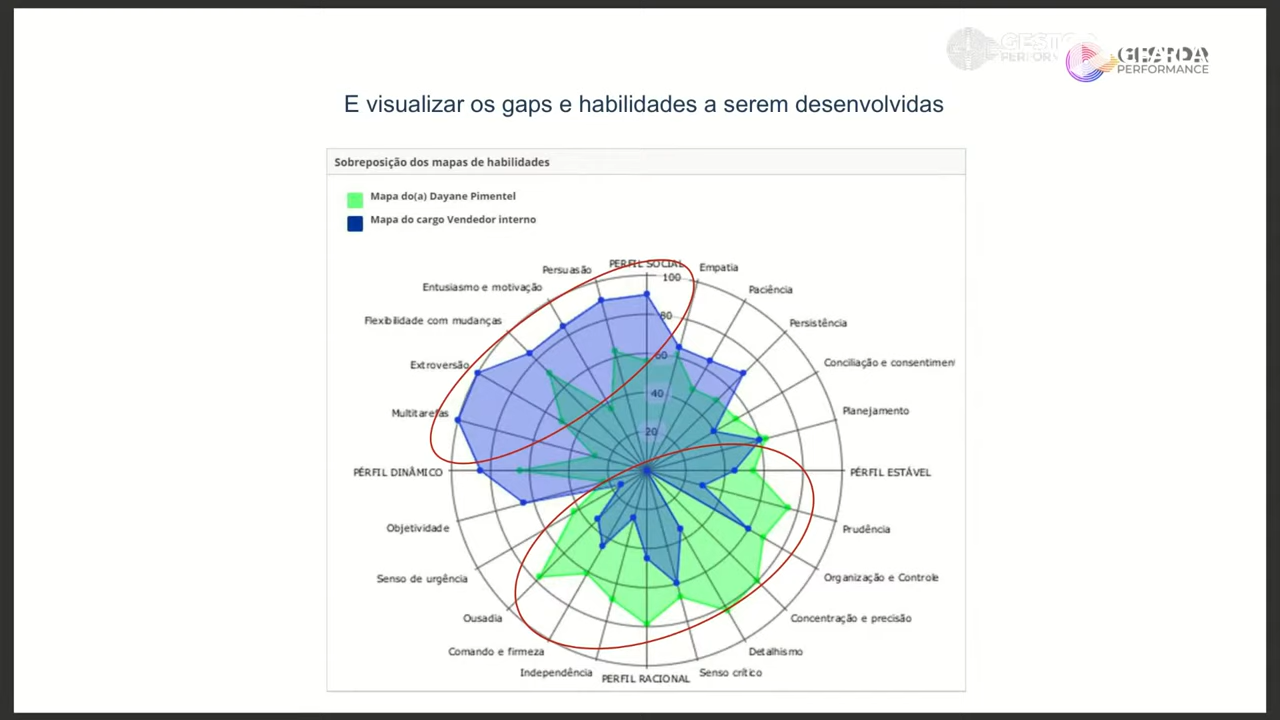 PERFORMANCE
E visualizar os gaps e habilidades a serem desenvolvidas
Sobreposição dos mapas de habilidades
Mapa do(a) Dayane Pimentel
Mapa do cargo Vendedor interno
PERFIL SOCIAL
Empatia
Persuasão
100
Entusiasmo e motivação
Paciência
80
Flexibilidade com mudanças
Persistência
60
Extroversão
Conciliação e consentimen
40
Multitarefas
Planejamento
20
PERFIL DINÂMICO
PERFIL ESTÁVEL
Objetividade
Prudência
Senso de urgência
Organização e Controle
Ousadia
Concentração e precisão
Comando e firmeza
Detalhismo
Independência
PERFIL RACIONAL
Senso crítico